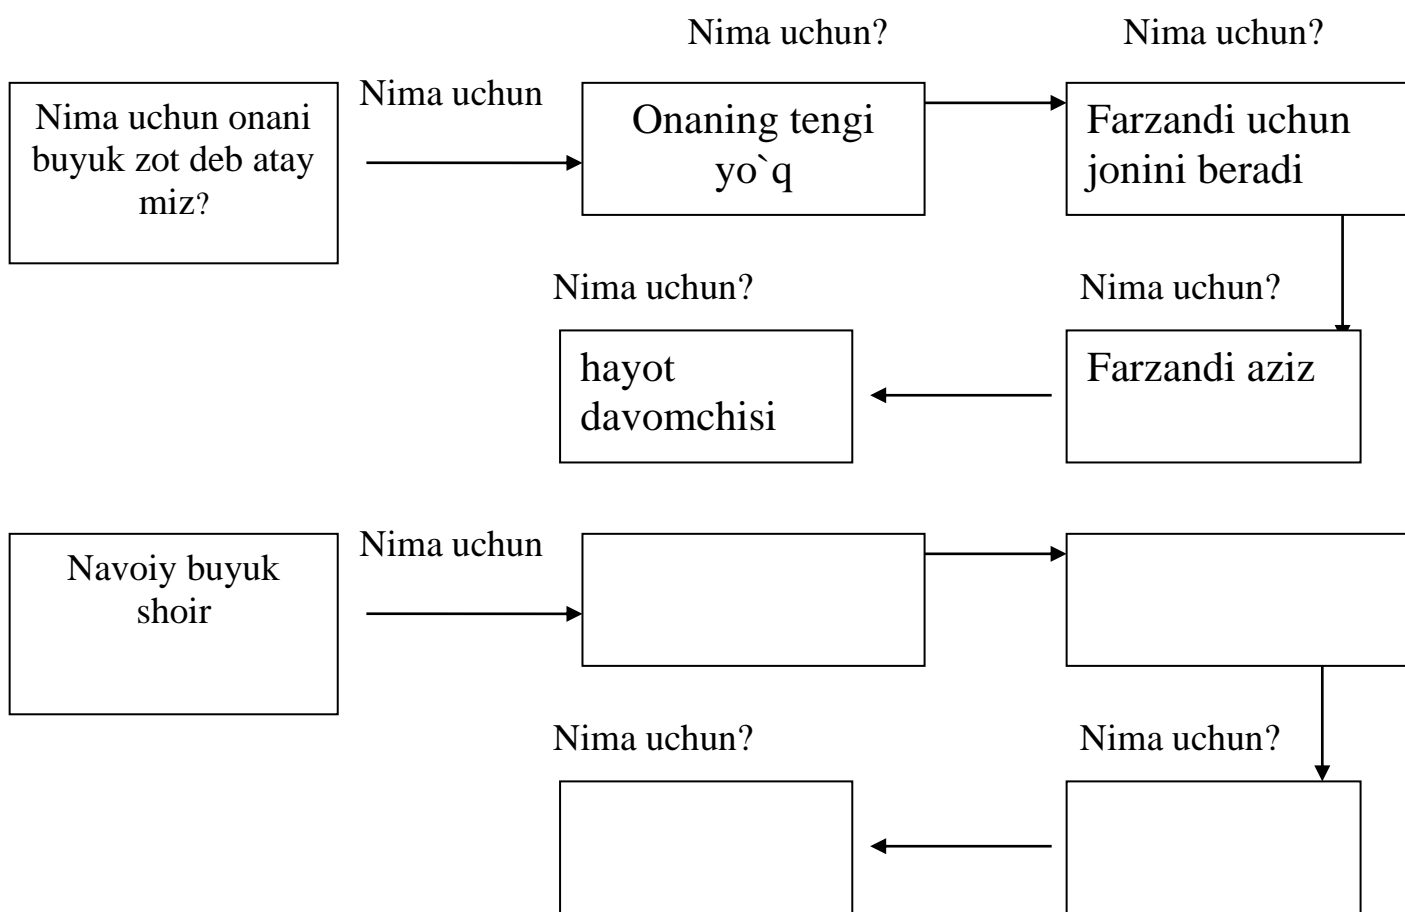 Nima uchun?
Nima uchun?
Nima uchun onani
buyuk zot deb atay
miz?
Nima uchun
Onaning tengi
yo`q
Farzandi uchun
jonini beradi
Nima uchun?
Nima uchun?
hayot
davomchisi
Farzandi aziz
Navoiy buyuk
shoir
Nima uchun
Nima uchun?
Nima uchun?